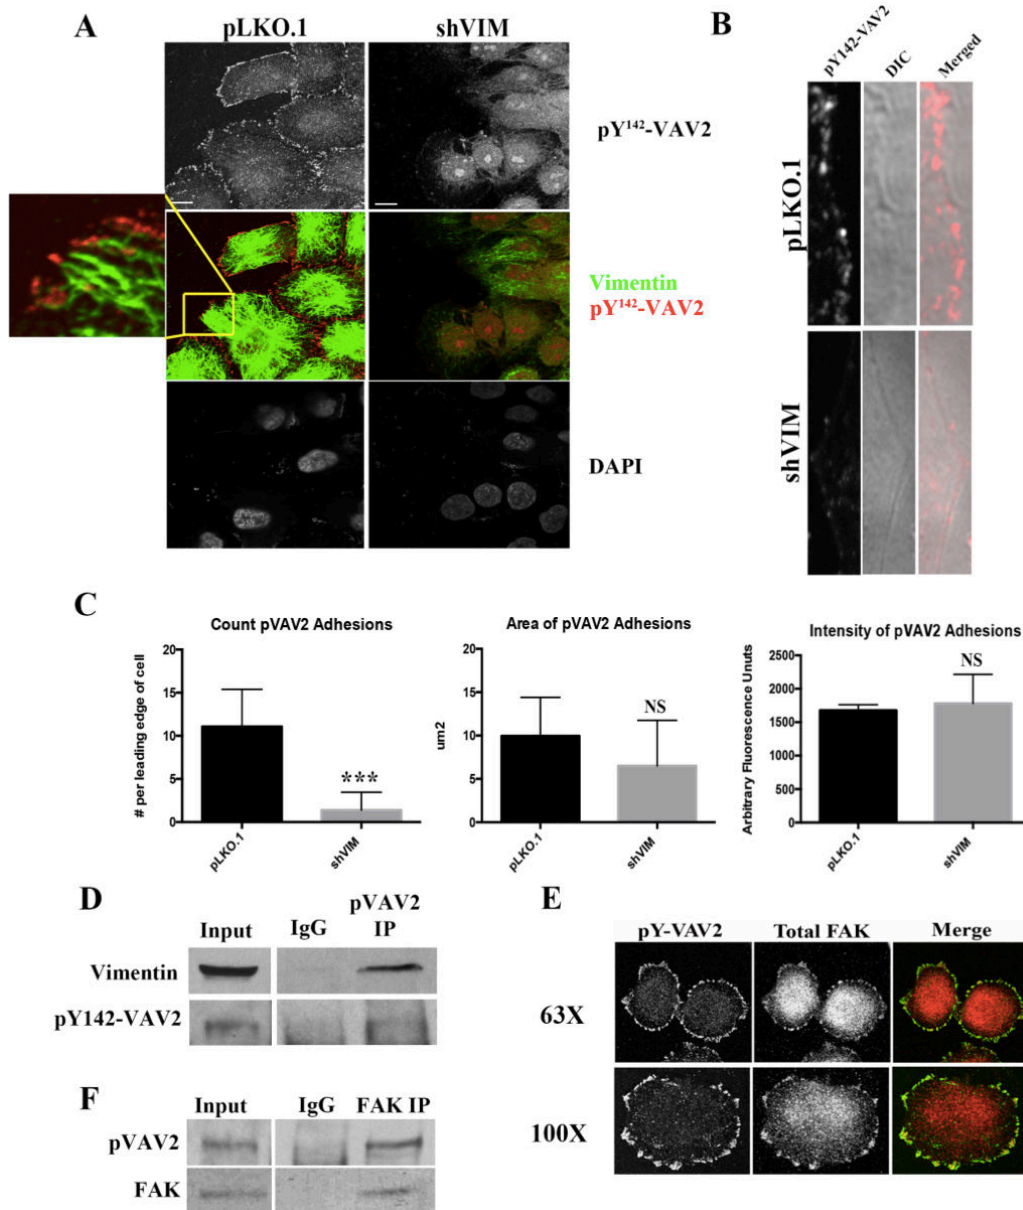 A
pLKO.1
shVIM
pY¹⁴²-VAV2
Vimentin
pY¹⁴²-VAV2
DAPI
B
pY142-VAV2
DIC
Merged
pLKO.1
shVIM
C
Count pVAV2 Adhesions
# per leading edge of cell
20
15
10
5
0
***
pLKO.1
shVIM
Area of pVAV2 Adhesions
um2
20
15
10
5
0
NS
pLKO.1
shVIM
Intensity of pVAV2 Adhesions
Arbitrary Fluorescence Unuts
2500
2000
1500
1000
500
0
NS
pLKO.1
shVIM
D
Input
IgG
pVAV2
IP
Vimentin
pY142-VAV2
E
pY-VAV2
Total FAK
Merge
63X
100X
F
Input
IgG
FAK IP
pVAV2
FAK